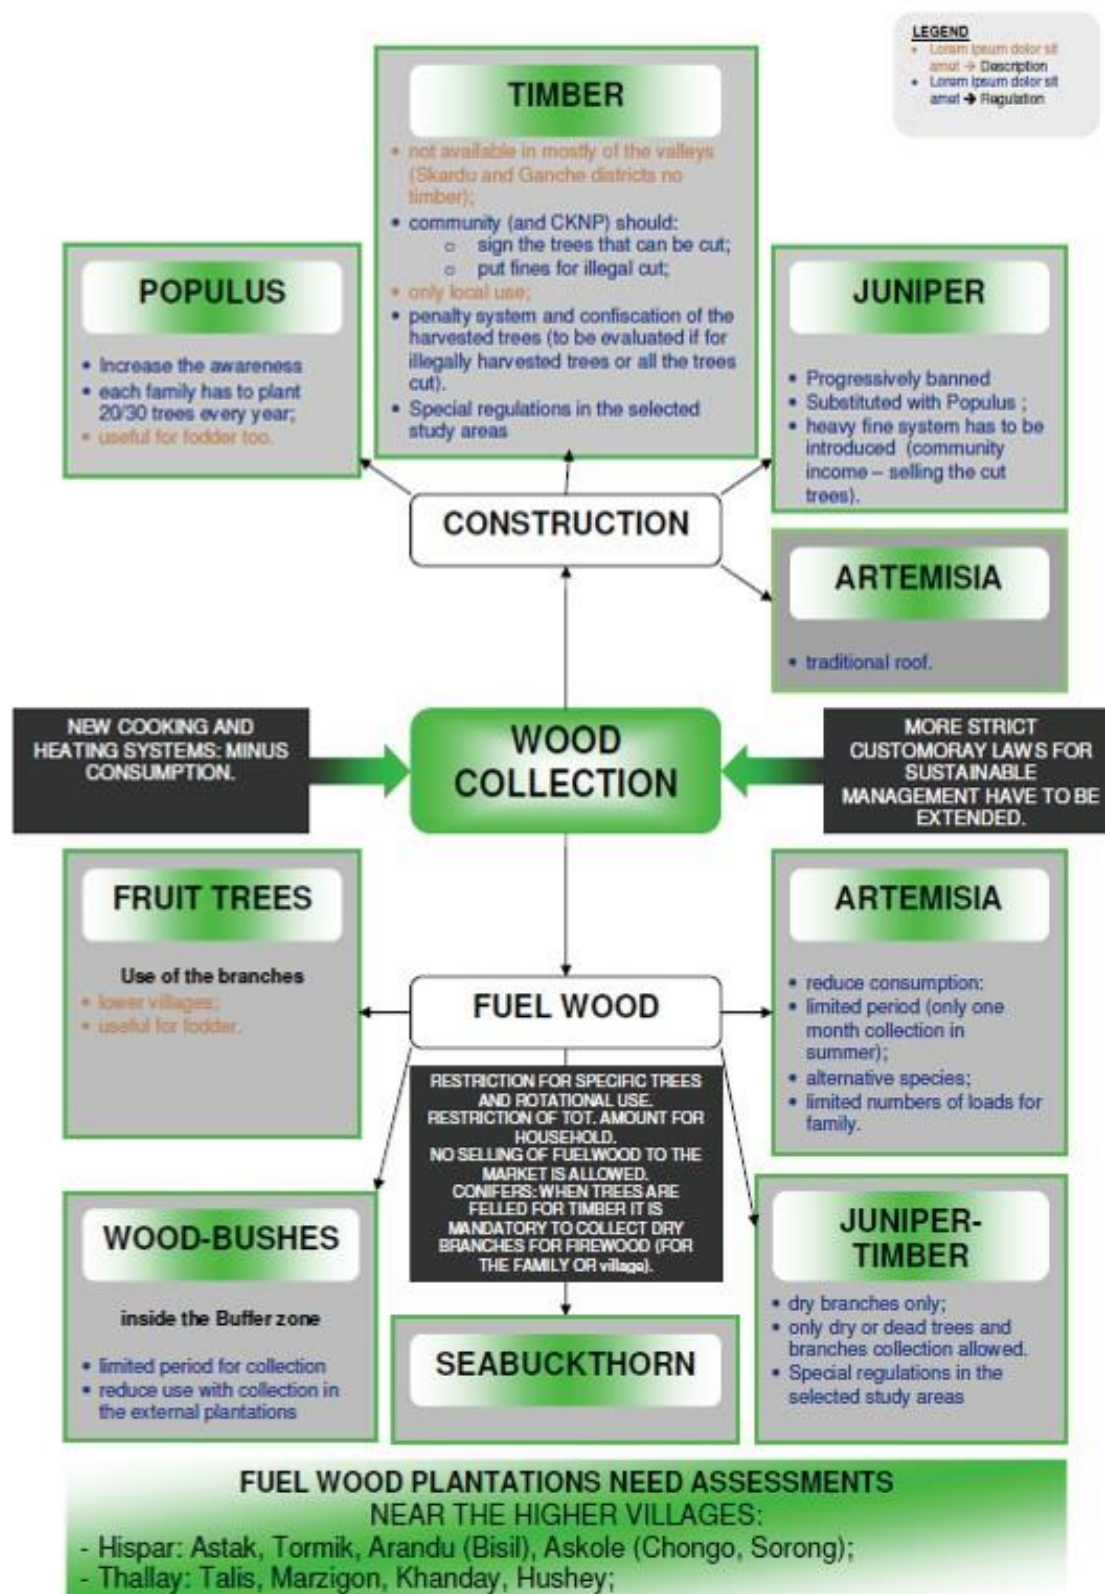 LEGEND
• Lorem ipsum dolor sit
amet → Description
• Lorem ipsum dolor sit
amet ➔ Regulation
TIMBER
• not available in mostly of the valleys
(Skardu and Ganche districts no
timber);
• community (and CKNP) should:
o sign the trees that can be cut;
o put fines for illegal cut;
• only local use;
• penalty system and confiscation of the
harvested trees (to be evaluated if for
illegally harvested trees or all the trees
cut).
• Special regulations in the selected
study areas
POPULUS
• Increase the awareness
• each family has to plant
20/30 trees every year;
• useful for fodder too.
JUNIPER
• Progressively banned
• Substituted with Populus ;
• heavy fine system has to be
introduced (community
income – selling the cut
trees).
CONSTRUCTION
ARTEMISIA
• traditional roof.
NEW COOKING AND
HEATING SYSTEMS: MINUS
CONSUMPTION.
WOOD
COLLECTION
MORE STRICT
CUSTOMORAY LAWS FOR
SUSTAINABLE
MANAGEMENT HAVE TO BE
EXTENDED.
FRUIT TREES
Use of the branches
• lower villages;
• useful for fodder.
FUEL WOOD
ARTEMISIA
• reduce consumption:
• limited period (only one
month collection in
summer);
• alternative species;
• limited numbers of loads for
family.
RESTRICTION FOR SPECIFIC TREES
AND ROTATIONAL USE.
RESTRICTION OF TOT. AMOUNT FOR
HOUSEHOLD.
NO SELLING OF FUELWOOD TO THE
MARKET IS ALLOWED.
CONIFERS: WHEN TREES ARE
FELLED FOR TIMBER IT IS
MANDATORY TO COLLECT DRY
BRANCHES FOR FIREWOOD (FOR
THE FAMILY OR village).
WOOD-BUSHES
inside the Buffer zone
• limited period for collection
• reduce use with collection in
the external plantations
SEABUCKTHORN
JUNIPER-
TIMBER
• dry branches only;
• only dry or dead trees and
branches collection allowed.
• Special regulations in the
selected study areas
FUEL WOOD PLANTATIONS NEED ASSESSMENTS
NEAR THE HIGHER VILLAGES:
- Hispar: Astak, Tormik, Arandu (Bisil), Askole (Chongo, Sorong);
- Thallay: Talis, Marzigon, Khanday, Hushey;